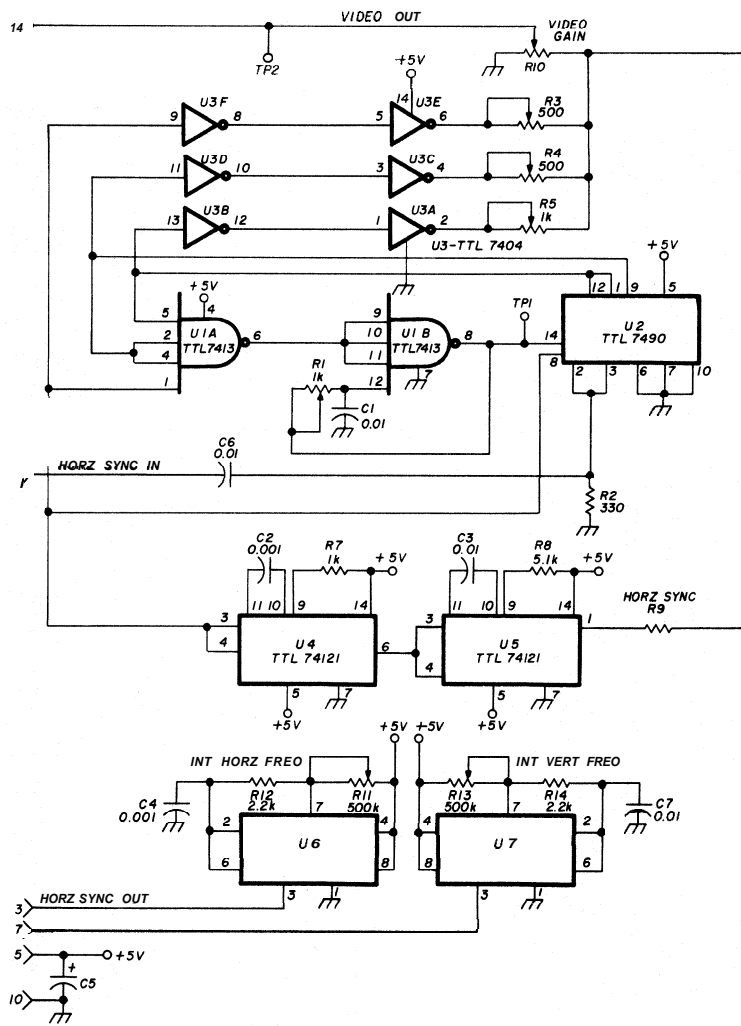 14
VIDEO OUT
VIDEO
GAIN
TP2
R10
+5V
U3F
9
8
14
U3E
5
6
R3
500
U3D
11
10
U3C
3
4
R4
500
U3B
13
12
U3A
1
2
R5
1k
U3-TTL 7404
+5V
12
1
9
5
+5V
4
5
2
4
1
U1A
TTL7413
6
9
10
11
12
U1B
TTL7413
8
7
TP1
14
8
U2
TTL 7490
2
3
6
7
10
R1
1k
C1
0.01
C6
0.01
HORZ SYNC IN
R2
330
C2
0.001
R7
1k
+5V
C3
0.01
R8
5.1k
+5V
11
10
9
14
11
10
9
14
3
4
U4
TTL 74121
6
3
4
U5
TTL 74121
1
HORZ SYNC
R9
5
+5V
7
5
+5V
7
INT HORZ FREO
+5V
+5V
INT VERT FREO
C4
0.001
R12
2.2k
7
R11
500k
R13
500k
7
R14
2.2k
C7
0.01
2
6
U6
4
8
4
8
U7
2
6
3
1
3
1
3
HORZ SYNC OUT
7
5
+5V
+
C5
10